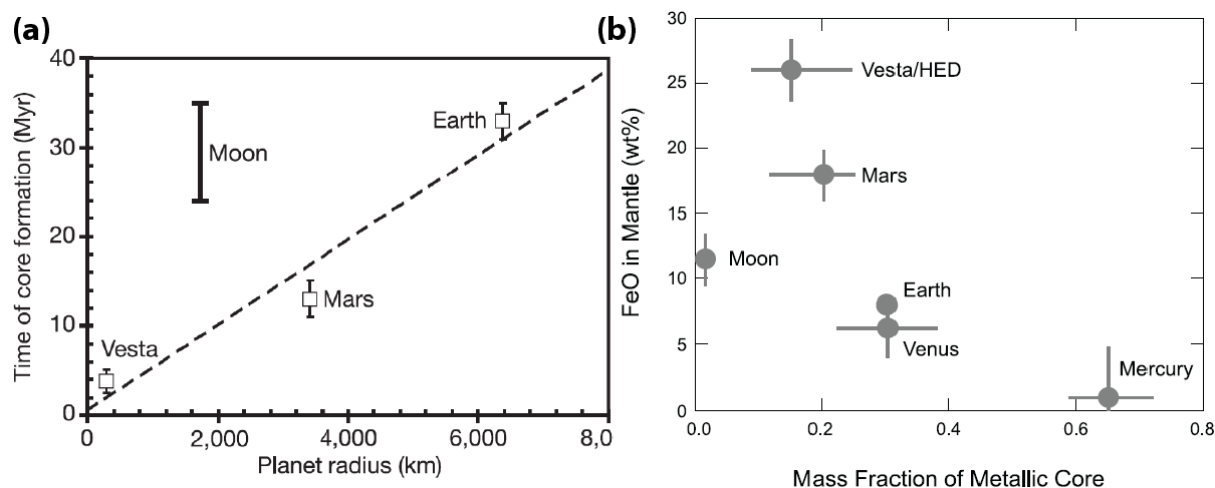 (a)
40
30
20
10
0
Time of core formation (Myr)
Moon
Earth
Mars
Vesta
0
2,000
4,000
6,000
8,0
Planet radius (km)
(b)
30
25
20
15
10
5
0
FeO in Mantle (wt%)
Vesta/HED
Mars
Moon
Earth
Venus
Mercury
0.0
0.2
0.4
0.6
0.8
Mass Fraction of Metallic Core